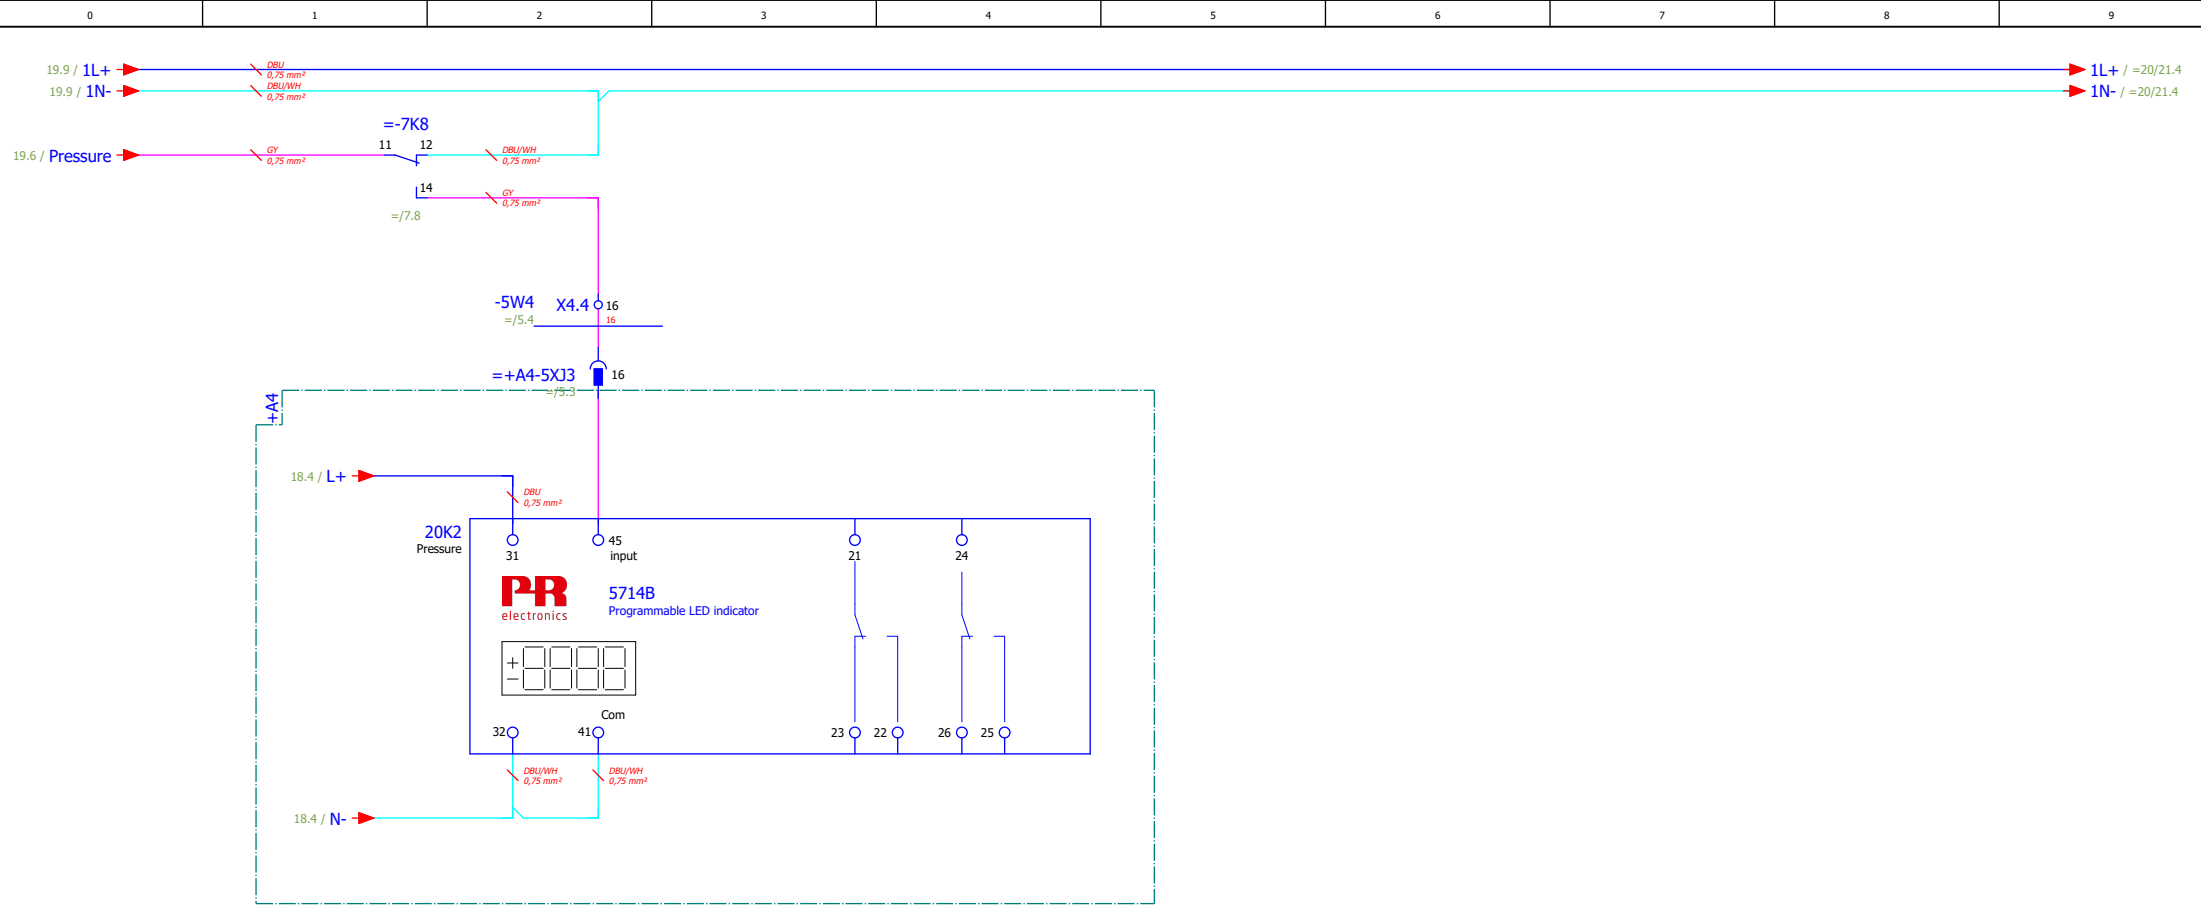 0 1 2 3 4 5 6 7 8 9
19.9 / 1L+
DBU
0,75 mm²
1L+ / =20/21.4
19.9 / 1N-
DBU/WH
0,75 mm²
1N- / =20/21.4
=-7K8
11 12
19.6 / Pressure
GY
0,75 mm²
DBU/WH
0,75 mm²
14
GY
0,75 mm²
=/7.8
-5W4 X4.4 16
=/5.4 16
=+A4-5XJ3 16
=/5.3
+A4
18.4 / L+
DBU
0,75 mm²
20K2
Pressure
31
45
input
21
24
PR
electronics
5714B
Programmable LED indicator
+
-
Com
32 41 23 22 26 25
DBU/WH
0,75 mm²
DBU/WH
0,75 mm²
18.4 / N-